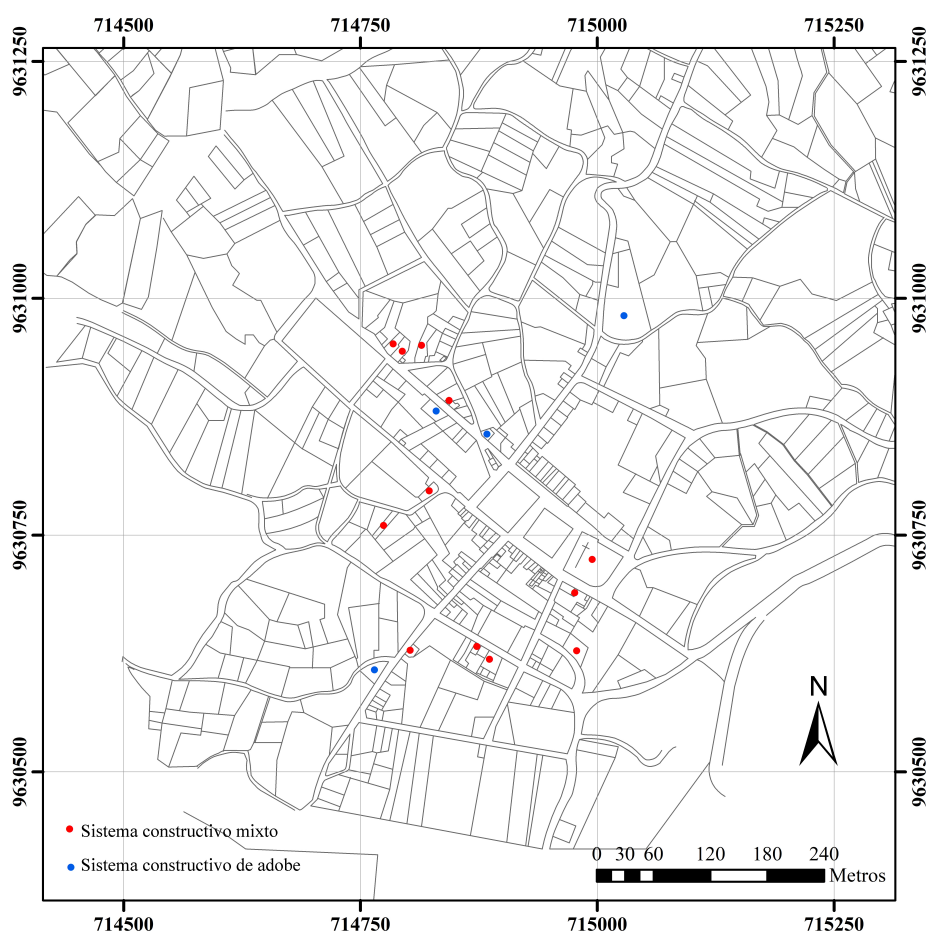 714500 714750 715000 715250
9631250 9631250
9631000 9631000
9630750 9630750
N
9630500 9630500
Sistema constructivo mixto
Sistema constructivo de adobe
0 30 60 120 180 240
Metros
714500 714750 715000 715250